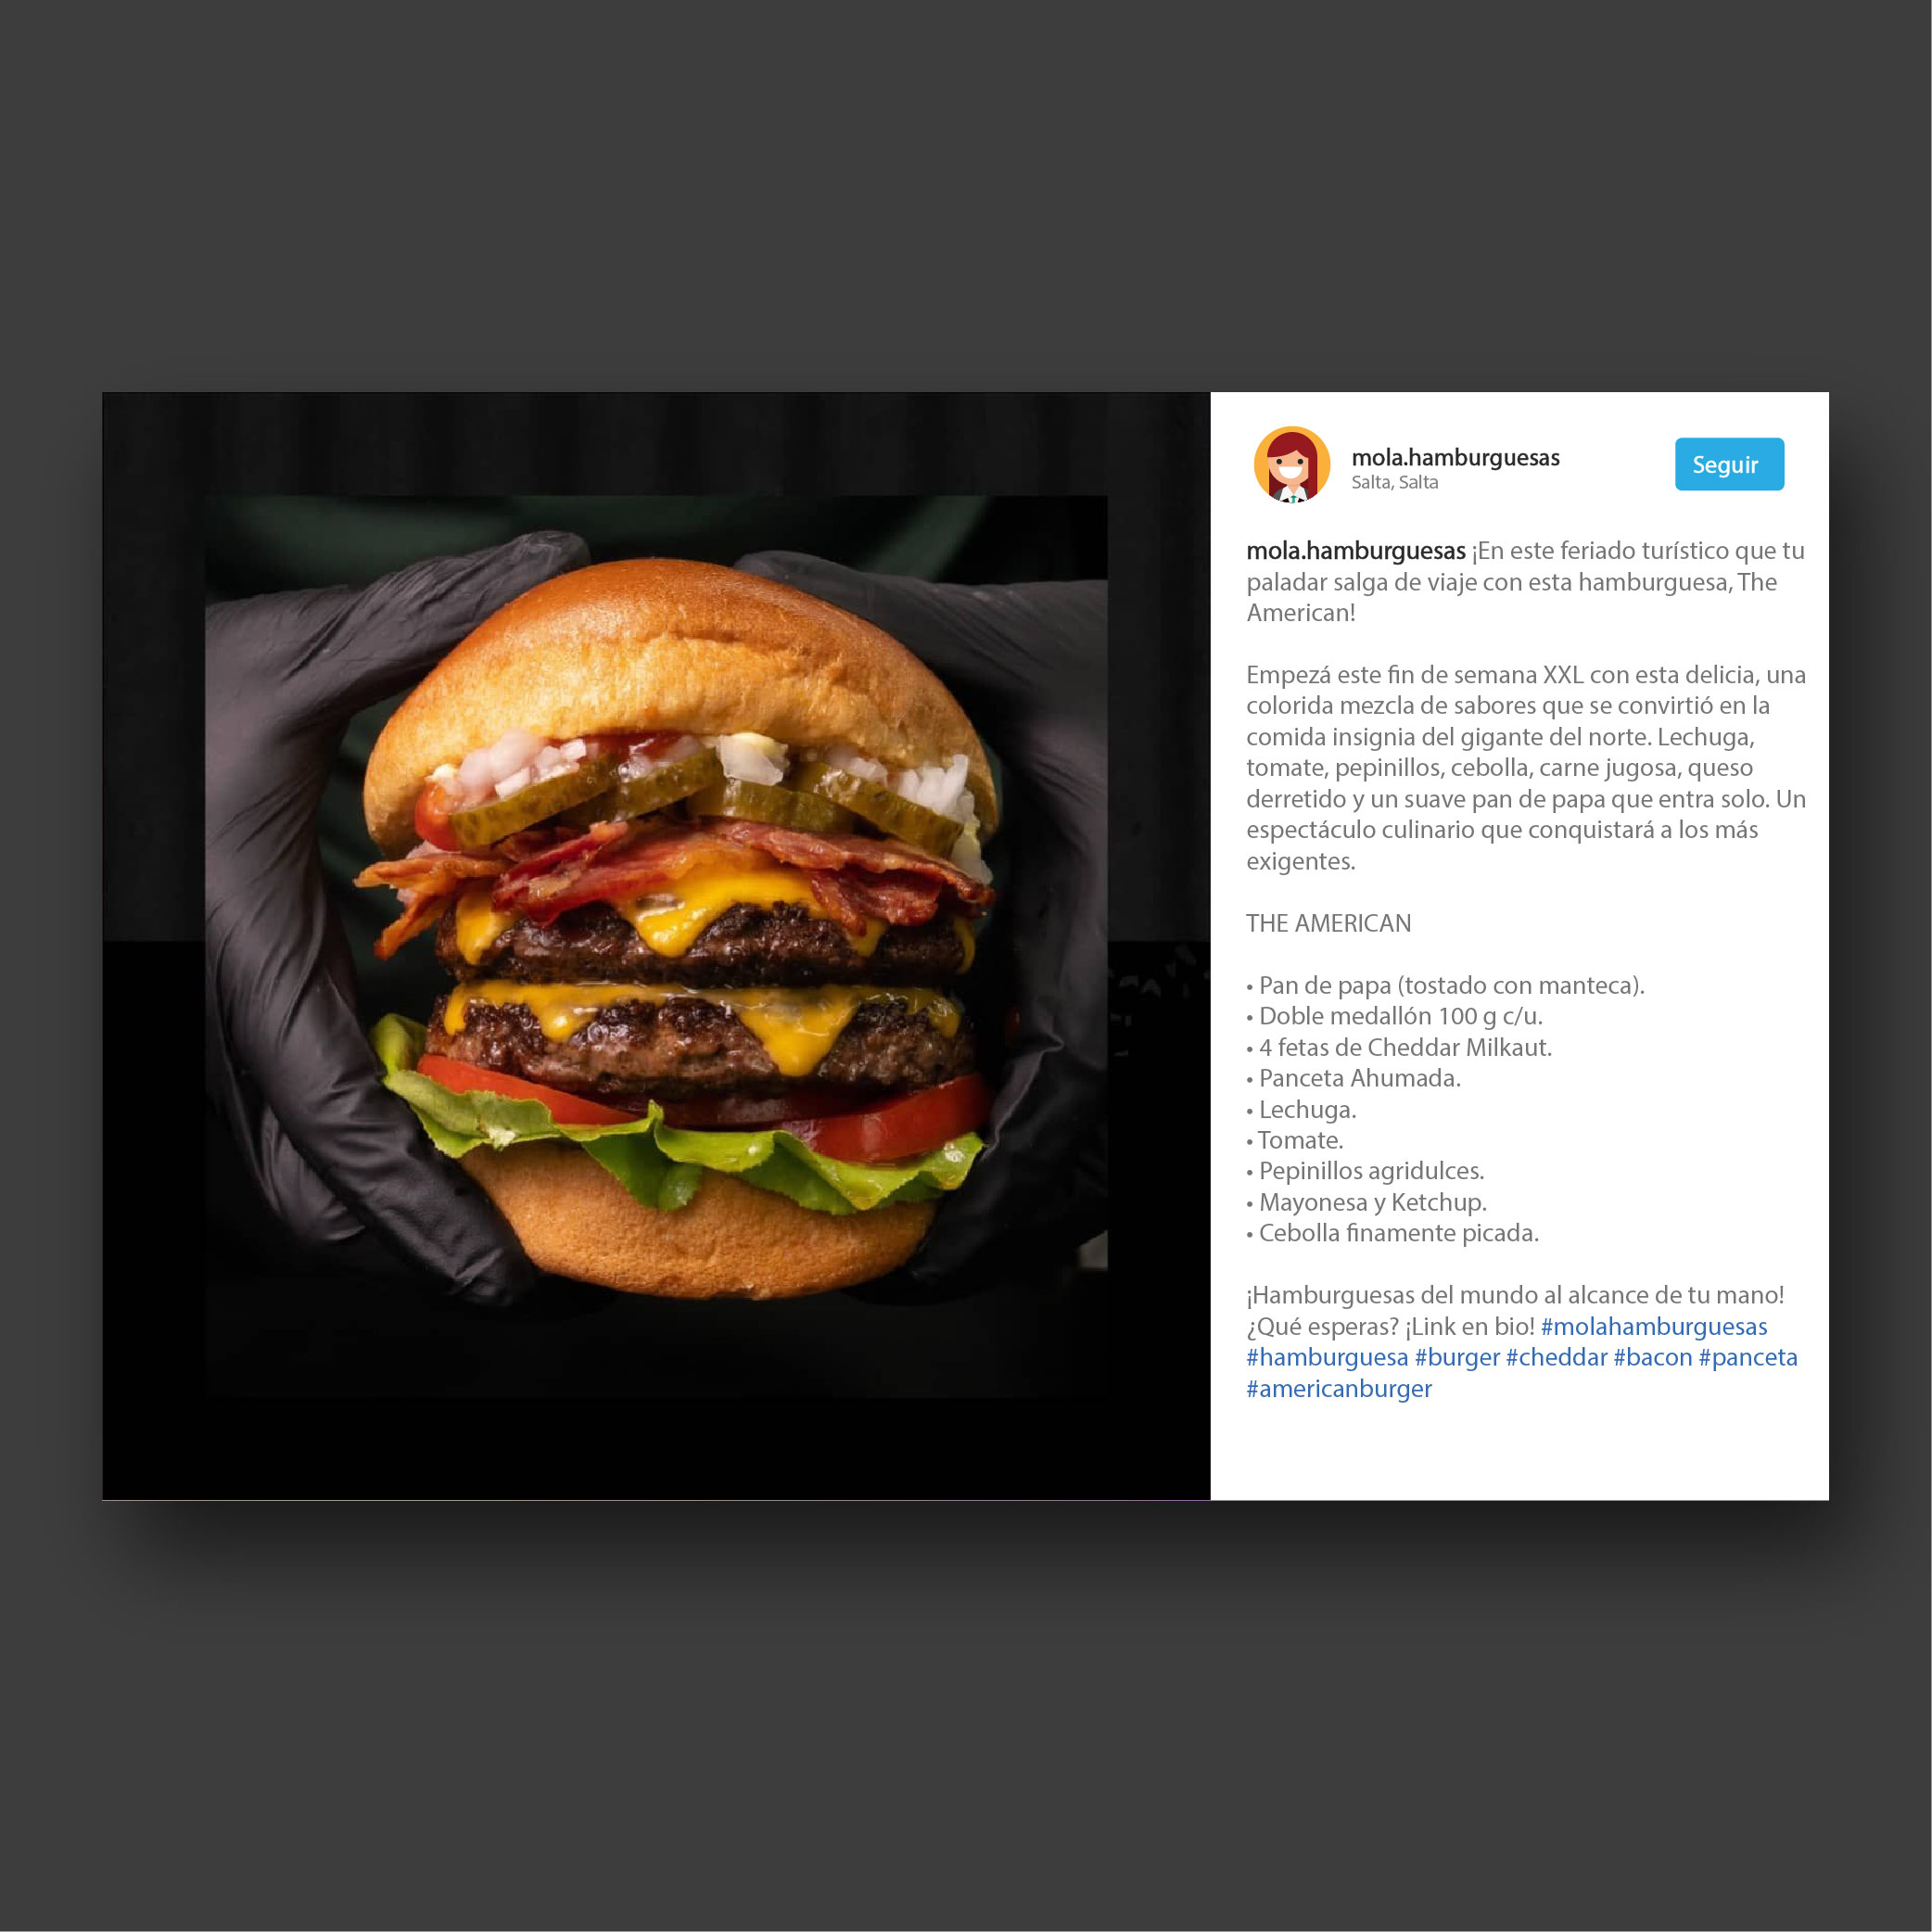 mola.hamburguesas
Salta, Salta
Seguir
mola.hamburguesas ¡En este feriado turístico que tu
paladar salga de viaje con esta hamburguesa, The
American!
Empezá este fin de semana XXL con esta delicia, una
colorida mezcla de sabores que se convirtió en la
comida insignia del gigante del norte. Lechuga,
tomate, pepinillos, cebolla, carne jugosa, queso
derretido y un suave pan de papa que entra solo. Un
espectáculo culinario que conquistará a los más
exigentes.
THE AMERICAN
• Pan de papa (tostado con manteca).
• Doble medallón 100 g c/u.
• 4 fetas de Cheddar Milkaut.
• Panceta Ahumada.
• Lechuga.
• Tomate.
• Pepinillos agridulces.
• Mayonesa y Ketchup.
• Cebolla finamente picada.
¡Hamburguesas del mundo al alcance de tu mano!
¿Qué esperas? ¡Link en bio! #molahamburguesas
#hamburguesa #burger #cheddar #bacon #panceta
#americanburger